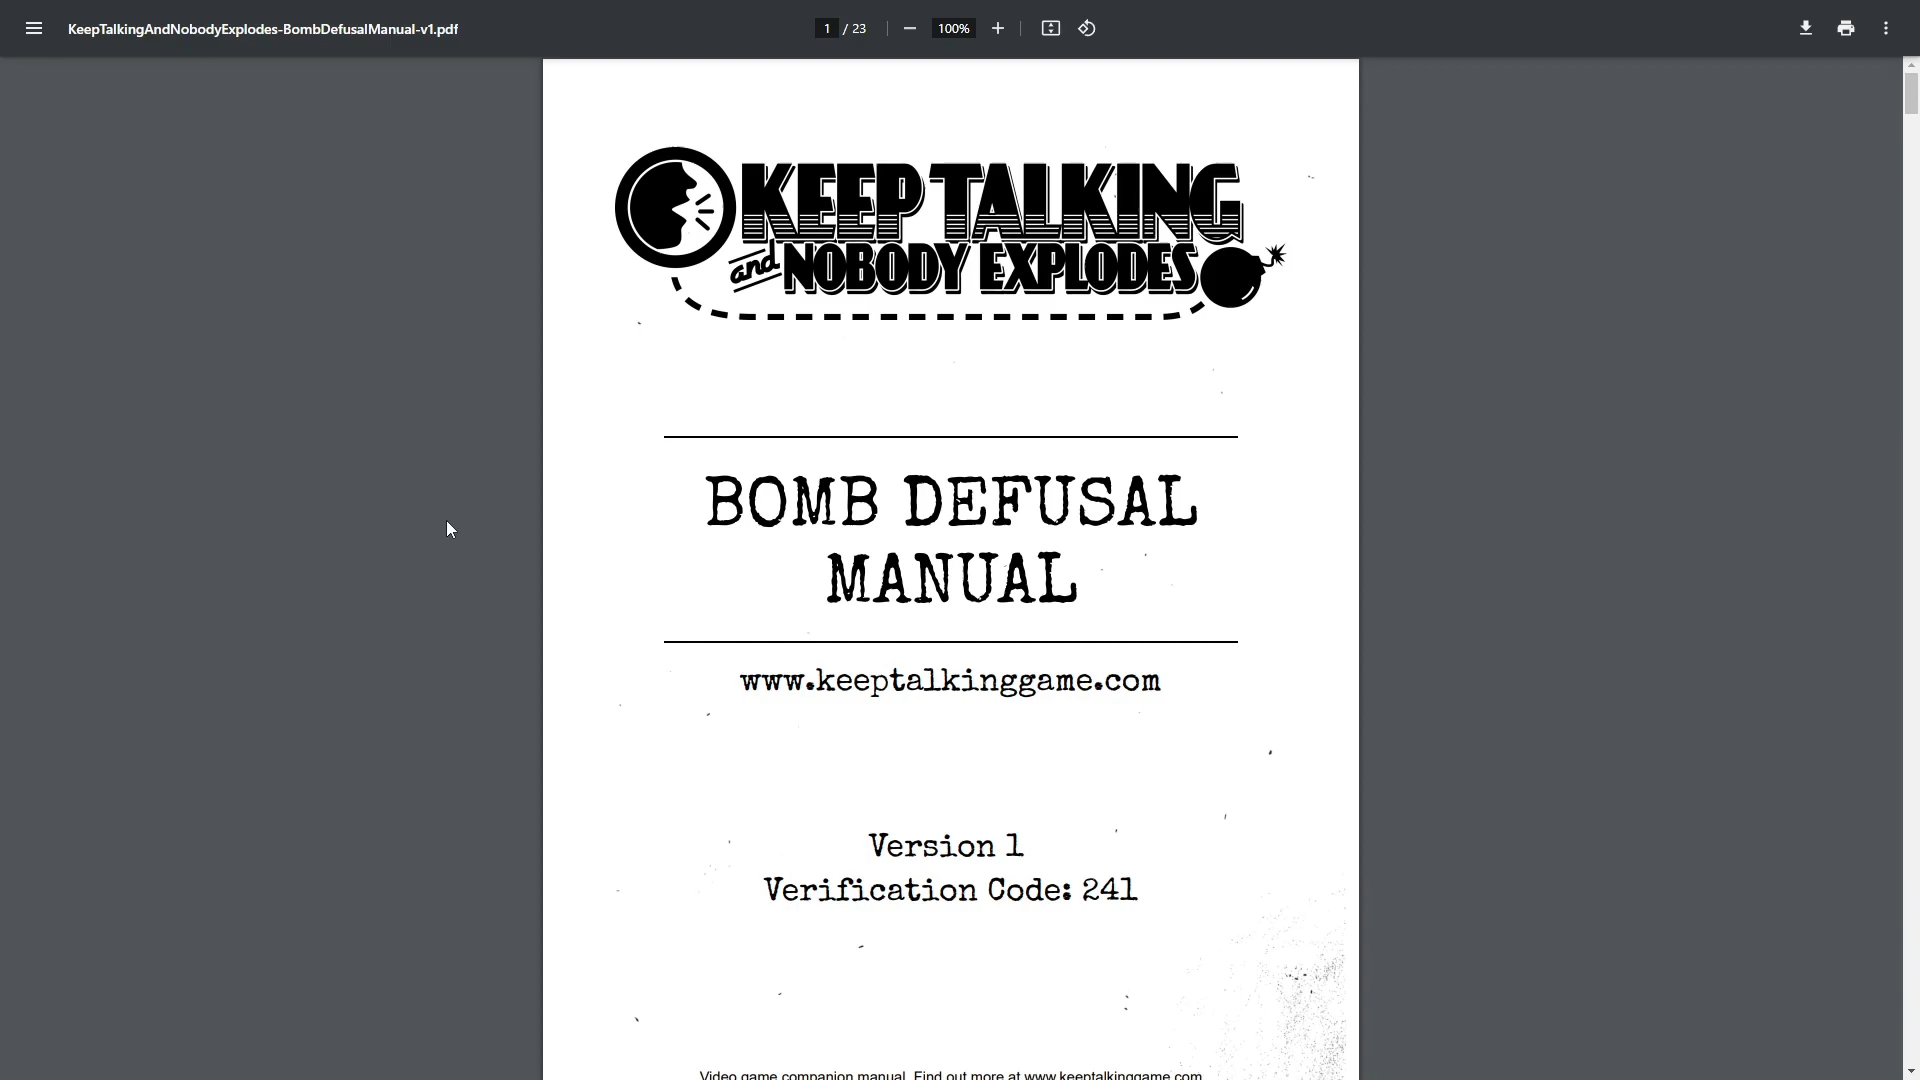 KeepTalkingAndNobodyExplodes-BombDefusalManual-v1.pdf
1 / 23
100%
KEEP TALKING
and NOBODY EXPLODES
BOMB DEFUSAL
MANUAL
www.keeptalkinggame.com
Version 1
Verification Code: 241
Video game companion manual. Find out more at www.keeptalkinggame.com